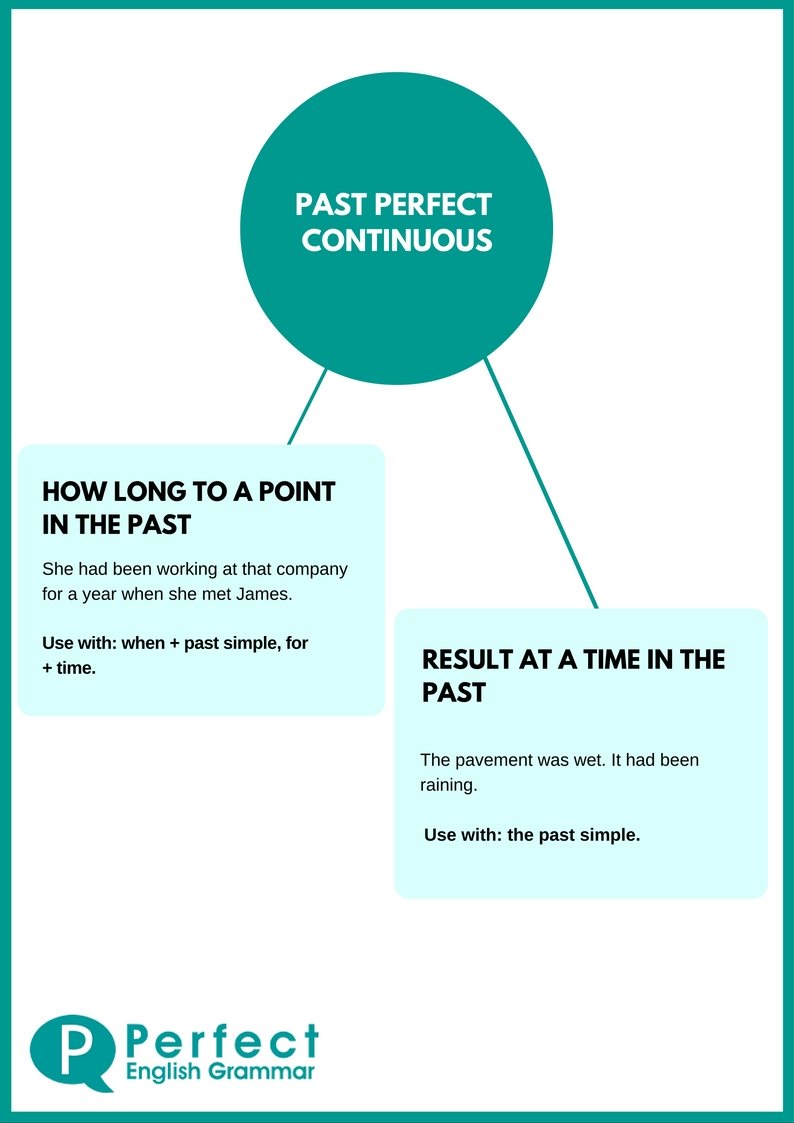 PAST PERFECT
CONTINUOUS
HOW LONG TO A POINT
IN THE PAST
She had been working at that company
for a year when she met James.
Use with: when + past simple, for
+ time.
RESULT AT A TIME IN THE
PAST
The pavement was wet. It had been
raining.
Use with: the past simple.
P
Perfect
English Grammar